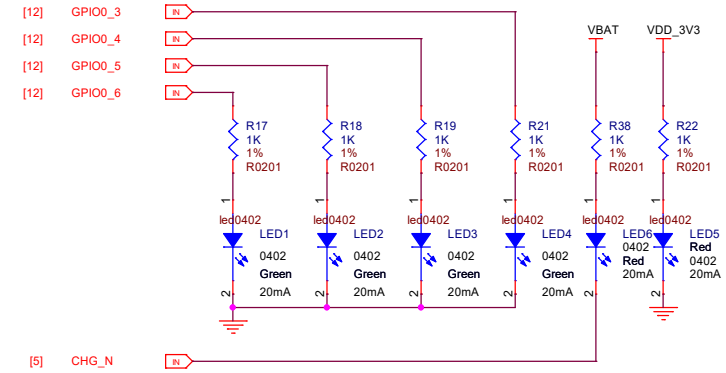 [12] GPIO0_3 IN
[12] GPIO0_4 IN
VBAT VDD_3V3
[12] GPIO0_5 IN
[12] GPIO0_6 IN
R17 R18 R19 R21 R38 R22
1K 1K 1K 1K 1K 1K
1% 1% 1% 1% 1% 1%
R0201 R0201 R0201 R0201 R0201 R0201
1 1 1 1 1 1
led0402 led0402 led0402 led0402 led0402 led0402
LED1 LED2 LED3 LED4 LED6 LED5
0402 0402 0402 0402 0402 Red
Green Green Green Green Red 0402
20mA 20mA 20mA 20mA 20mA 20mA
2 2 2 2 2 2
[5] CHG_N IN